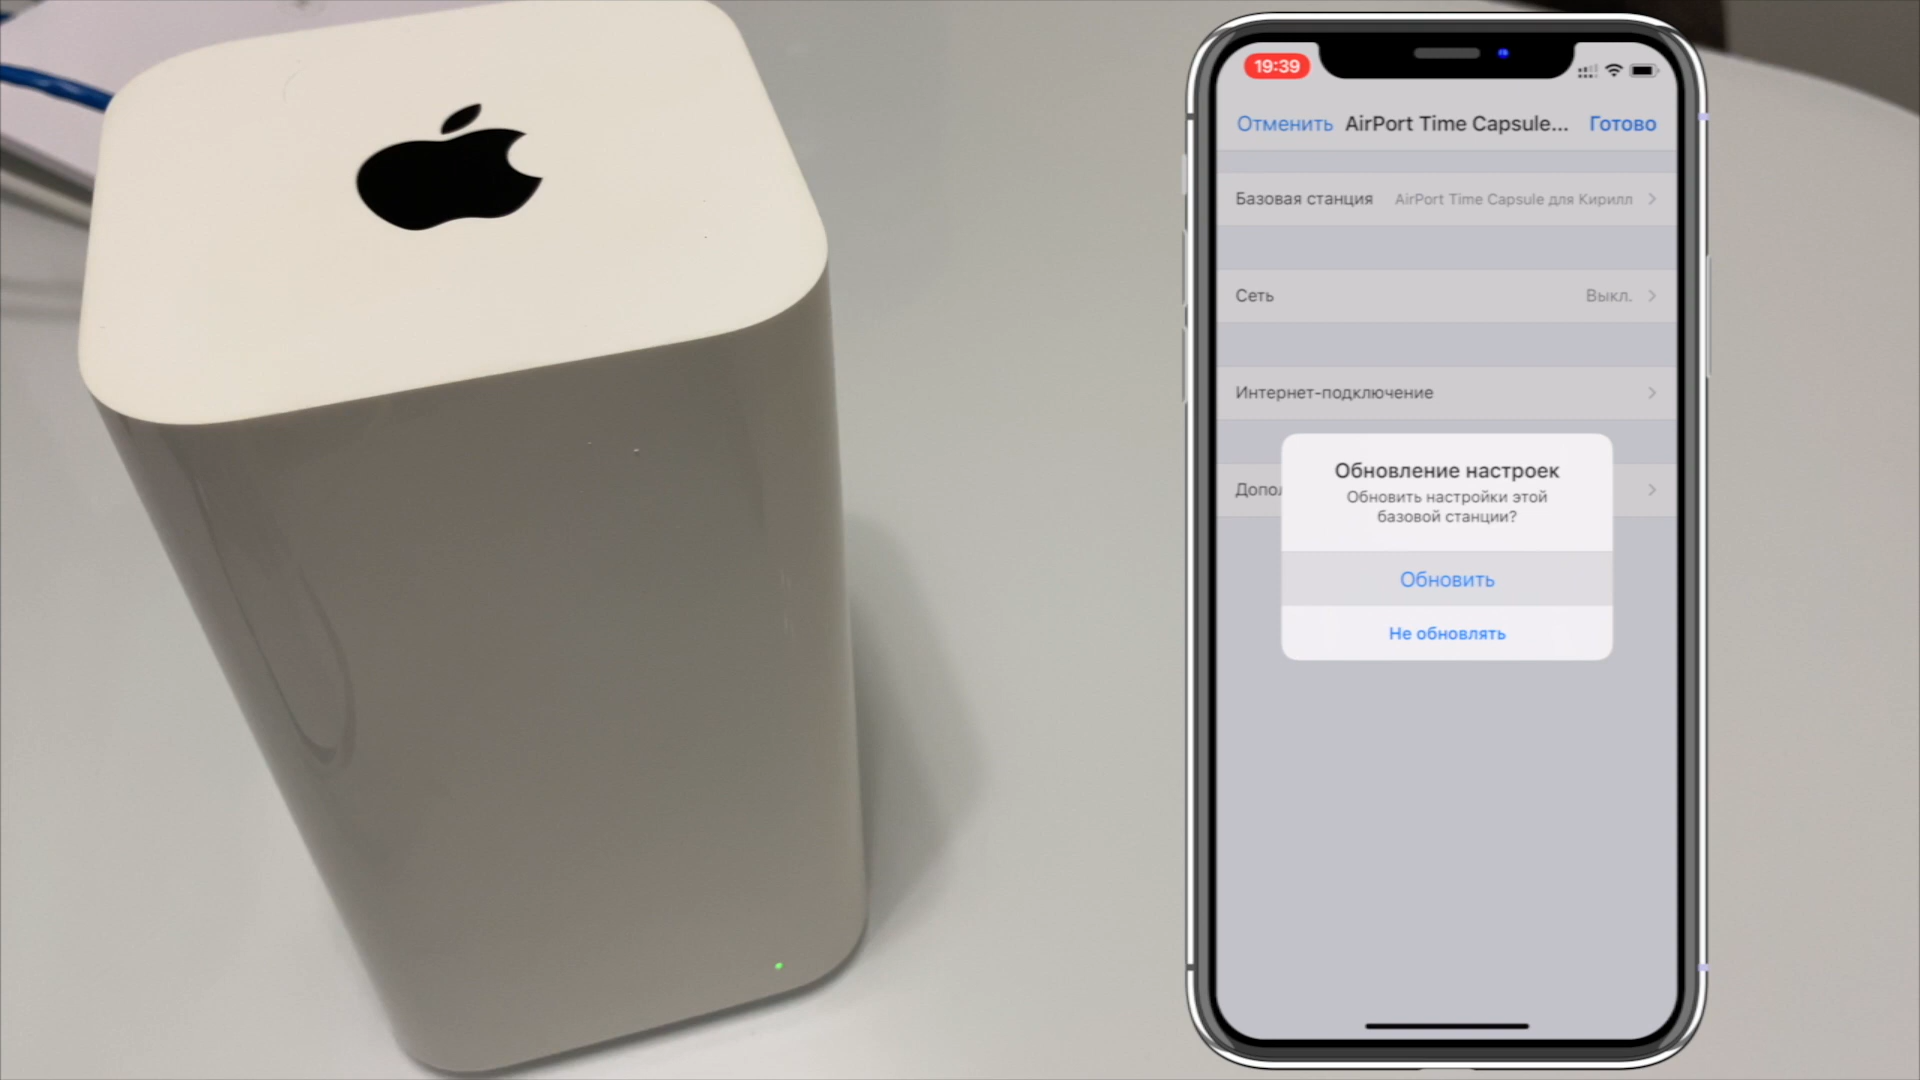 19:39
Отменить AirPort Time Capsule... Готово
Базовая станция AirPort Time Capsule для Кирилл
Сеть Выкл.
Интернет-подключение
Допол
Обновление настроек
Обновить настройки этой
базовой станции?
Обновить
Не обновлять